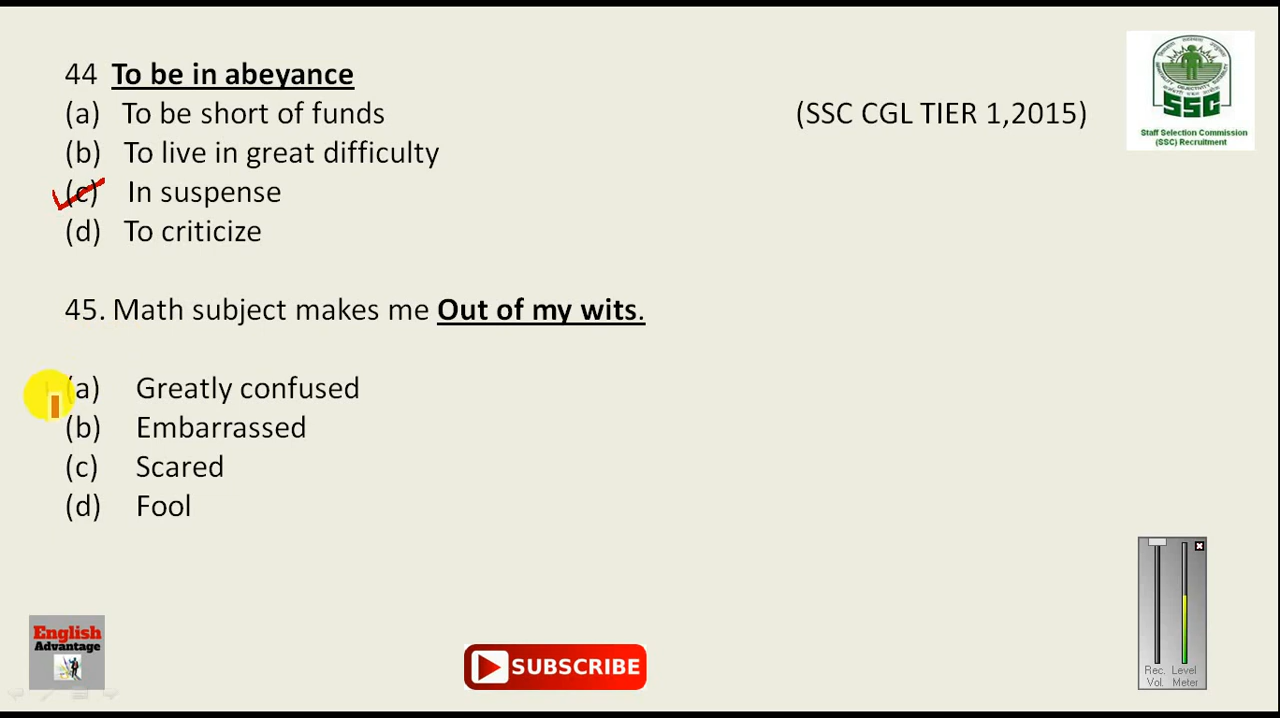 44 To be in abeyance
(a) To be short of funds (SSC CGL TIER 1,2015)
(b) To live in great difficulty
(c) In suspense
(d) To criticize
45. Math subject makes me Out of my wits.
(a) Greatly confused
(b) Embarrassed
(c) Scared
(d) Fool
SSC
Staff Selection Commission
(SSC) Recruitment
English
Advantage
SUBSCRIBE
Rec. Level
Vol. Meter